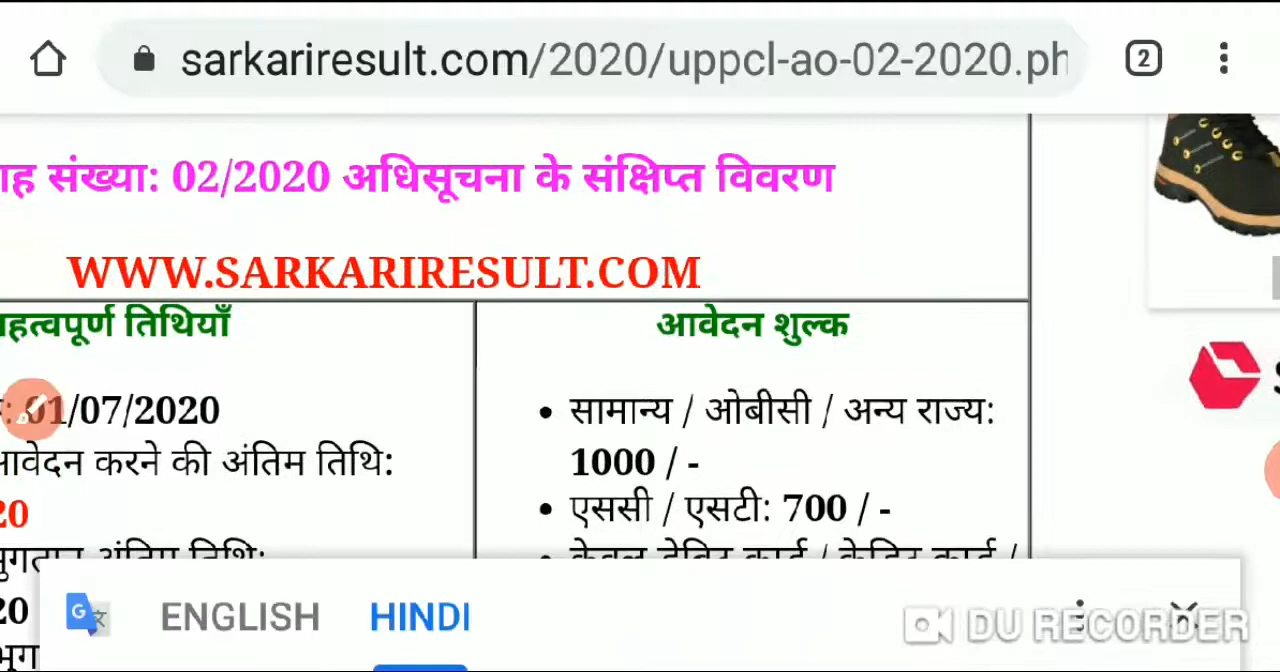 sarkariresult.com/2020/uppcl-ao-02-2020.ph
2
संख्या: 02/2020 अधिसूचना के संक्षिप्त विवरण
WWW.SARKARIRESULT.COM
महत्वपूर्ण तिथियाँ
01/07/2020
आवेदन करने की अंतिम तिथि:
20
20
आवेदन शुल्क
• सामान्य / ओबीसी / अन्य राज्य:
1000 / -
• एससी / एसटी: 700 / -
ENGLISH HINDI
DU RECORDER